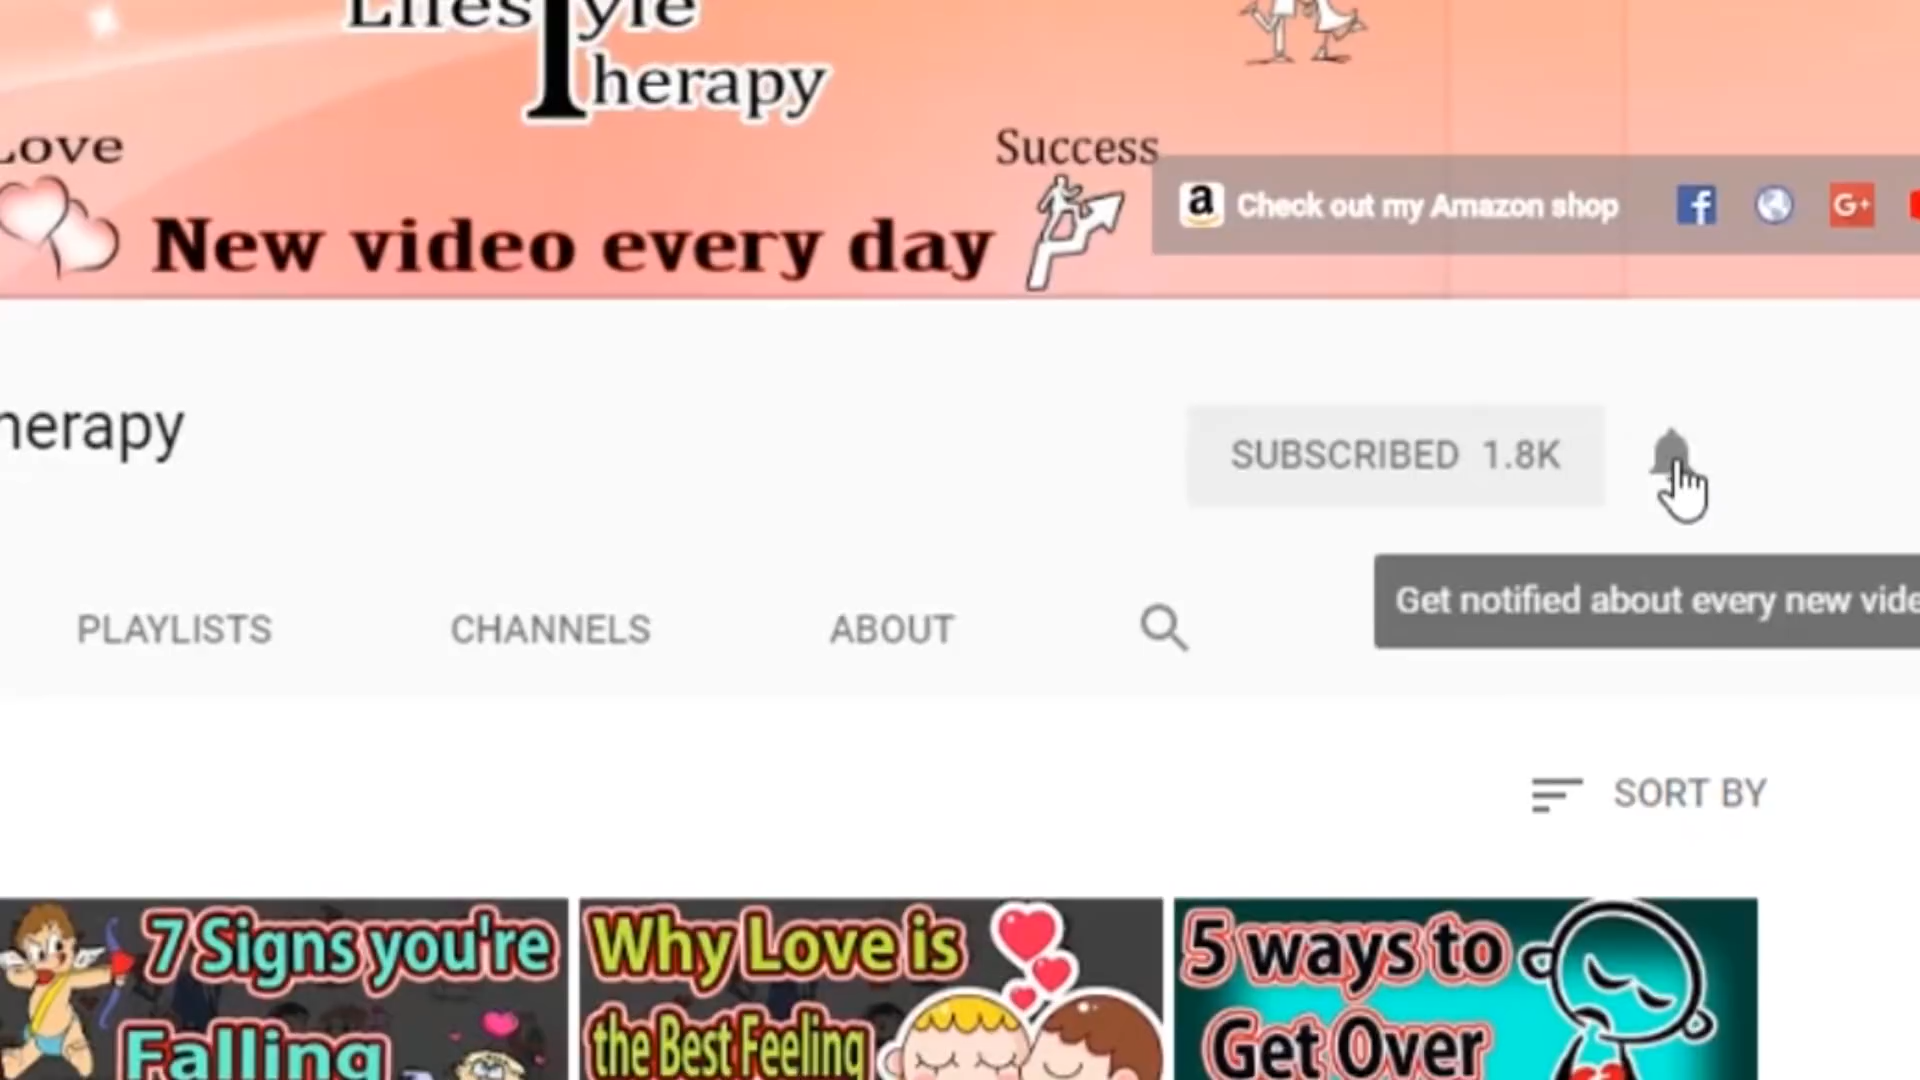 Lifestyle
Therapy
Love
Success
New video every day
a Check out my Amazon shop
f
G+
herapy
SUBSCRIBED 1.8K
Get notified about every new vide
PLAYLISTS
CHANNELS
ABOUT
SORT BY
7 Signs you're
Falling
Why Love is
the Best Feeling
5 ways to
Get Over